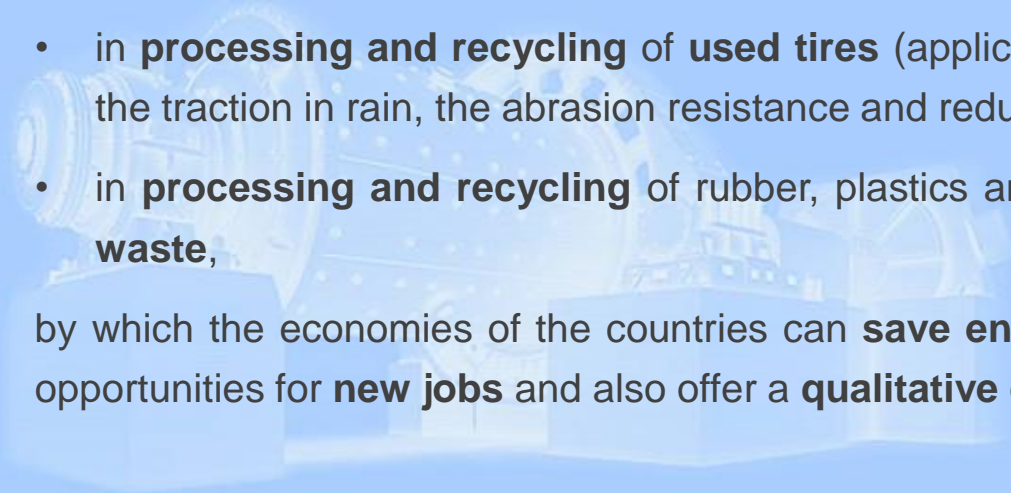 • in processing and recycling of used tires (applic
the traction in rain, the abrasion resistance and redu
• in processing and recycling of rubber, plastics
waste,
by which the economies of the countries can save en
opportunities for new jobs and also offer a qualitative